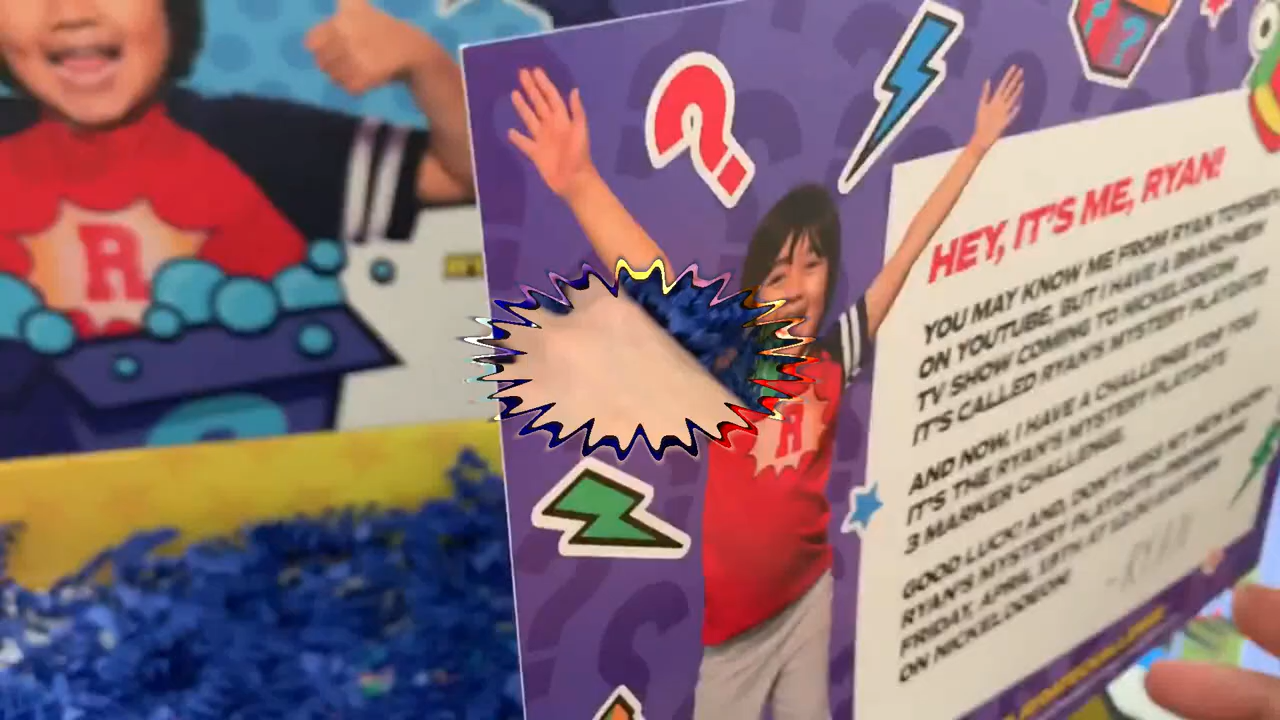 R
?
?
?
HEY, IT'S ME, RYAN!
YOU MAY KNOW ME FROM RYAN TOYSREV
ON YOUTUBE, BUT I HAVE A BRAND-NEW
TV SHOW COMING TO NICKELODEON!
IT'S CALLED RYAN'S MYSTERY PLAYDATE
AND NOW, I HAVE A CHALLENGE FOR YOU
IT'S THE RYAN'S MYSTERY PLAYDATE
3 MARKER CHALLENGE.
GOOD LUCK! AND, DON'T MISS MY NEW SHOW
RYAN'S MYSTERY PLAYDATE
FRIDAY, APRIL 19TH AT
ON NICKELODEON!
R